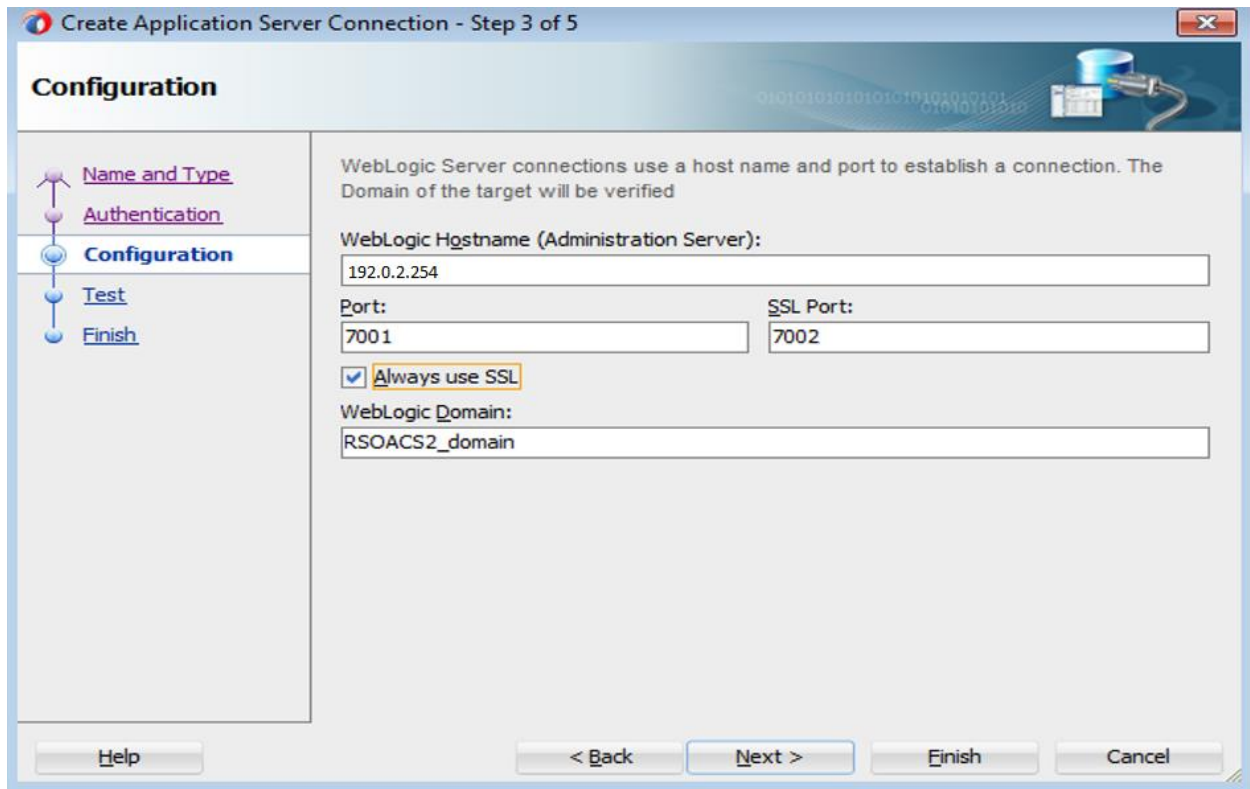 Create Application Server Connection - Step 3 of 5
Configuration
Name and Type
Authentication
Configuration
Test
Finish
WebLogic Server connections use a host name and port to establish a connection. The
Domain of the target will be verified
WebLogic Hostname (Administration Server):
192.0.2.254
Port:
SSL Port:
7001
7002
Always use SSL
WebLogic Domain:
RSOACS2_domain
Help
< Back
Next >
Finish
Cancel